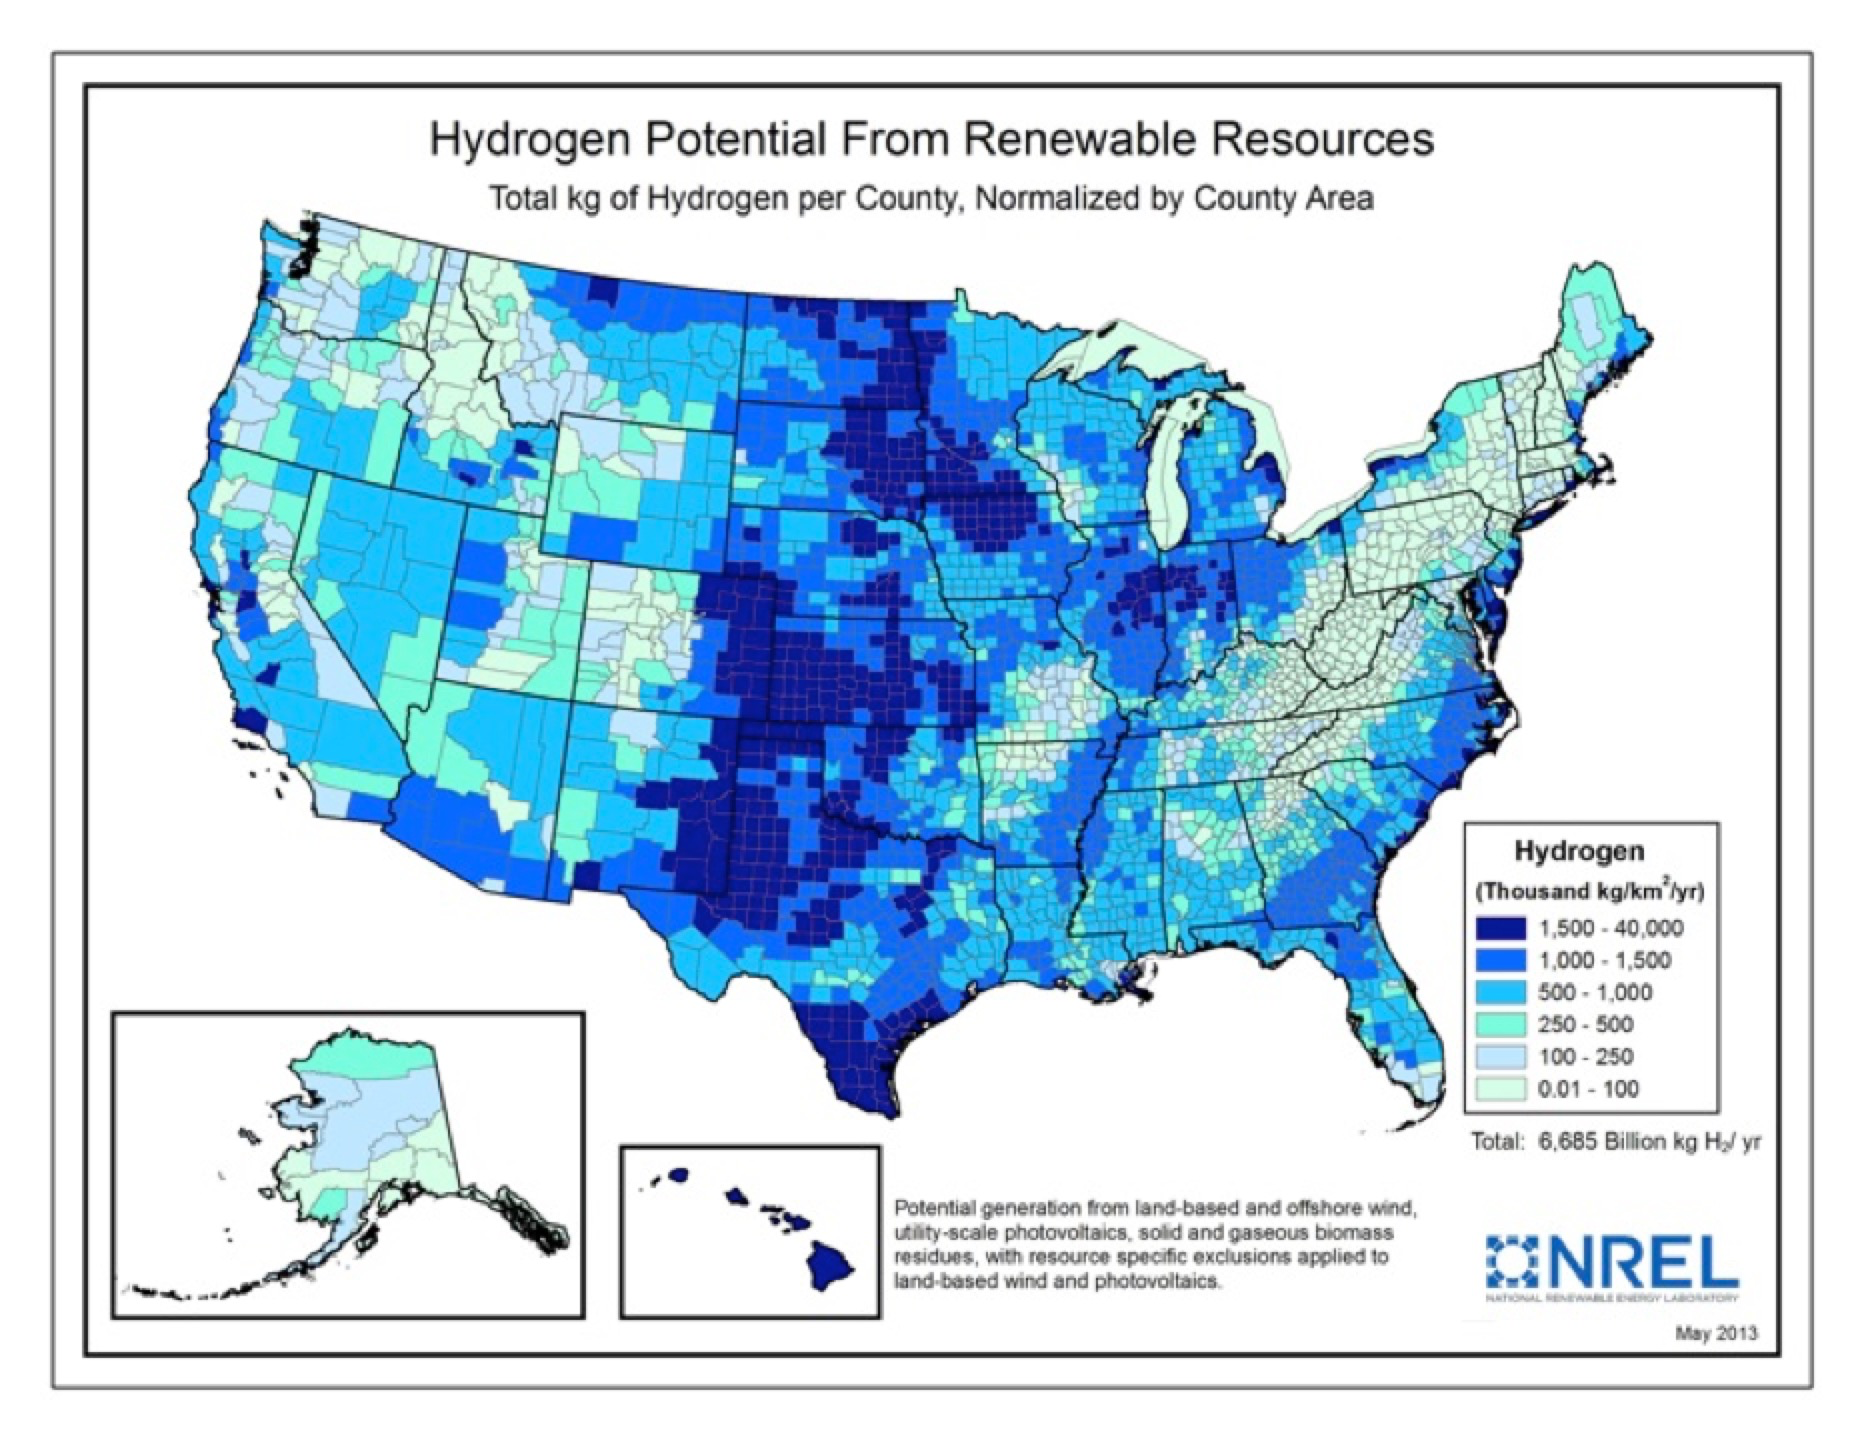 Hydrogen Potential From Renewable Resources
Total kg of Hydrogen per County, Normalized by County Area
Hydrogen
(Thousand kg/km²/yr)
1,500 - 40,000
1,000 - 1,500
500 - 1,000
250 - 500
100 - 250
0.01 - 100
Total: 6,685 Billion kg H₂/ yr
Potential generation from land-based and offshore wind,
utility-scale photovoltaics, solid and gaseous biomass
residues, with resource specific exclusions applied to
land-based wind and photovoltaics.
NREL
NATIONAL RENEWABLE ENERGY LABORATORY
May 2013